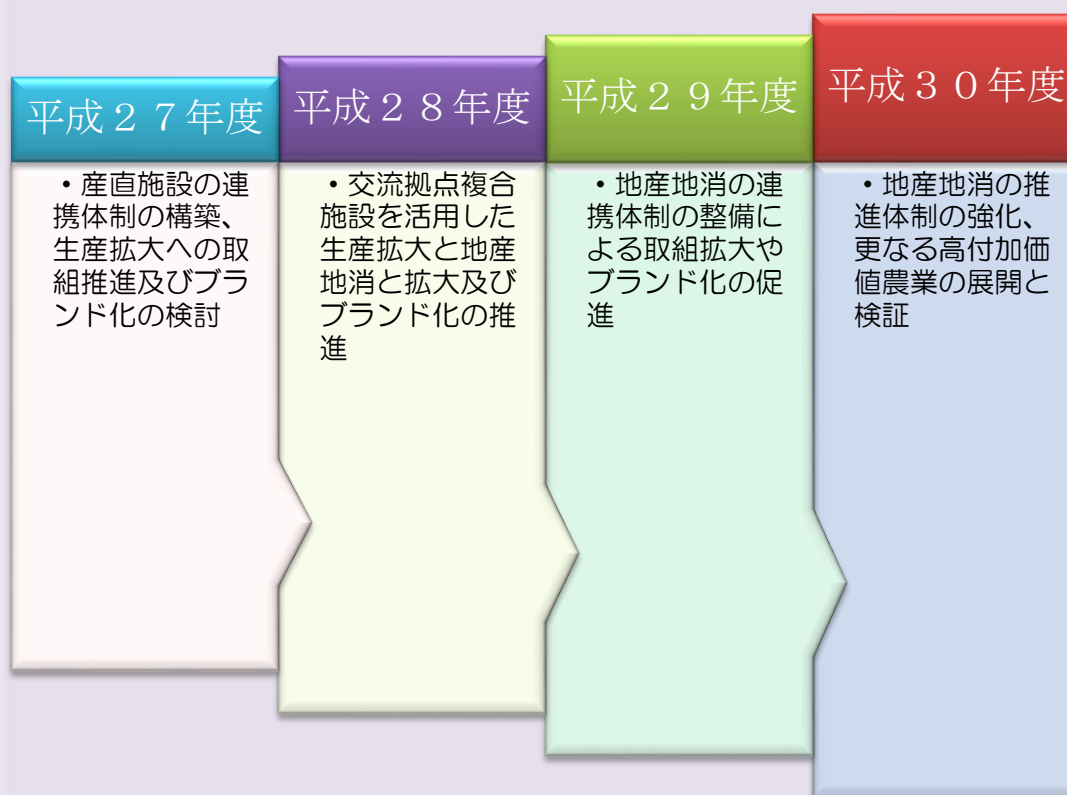 平成２７年度
・産直施設の連
携体制の構築、
生産拡大への取
組推進及びブラ
ンド化の検討
平成２８年度
・交流拠点複合
施設を活用した
生産拡大と地産
地消と拡大及び
ブランド化の推
進
平成２９年度
・地産地消の連
携体制の整備に
よる取組拡大や
ブランド化の促
進
平成３０年度
・地産地消の推
進体制の強化、
更なる高付加価
値農業の展開と
検証